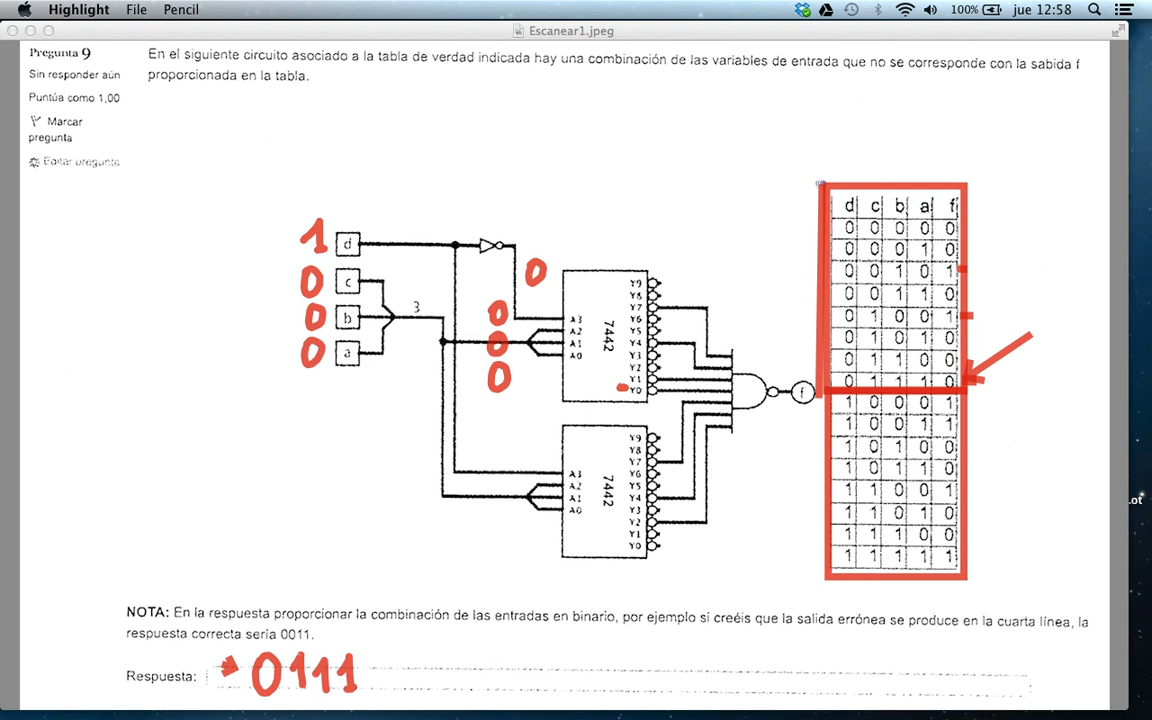 Highlight File Pencil 100% jue 12:58
Escanear1.jpeg
Pregunta 9
Sin responder aún
Puntúa como 1,00
Marcar
pregunta
Editar pregunta
En el siguiente circuito asociado a la tabla de verdad indicada hay una combinación de las variables de entrada que no se corresponde con la sabida f
proporcionada en la tabla.
1 d
0 c
0 b
0 a
3
0
0
0
0
A3
A2
A1
A0
7442
Y9
Y8
Y7
Y6
Y5
Y4
Y3
Y2
Y1
Y0
A3
A2
A1
A0
7442
Y9
Y8
Y7
Y6
Y5
Y4
Y3
Y2
Y1
Y0
f
d c b a f
0 0 0 0 0
0 0 0 1 0
0 0 1 0 1
0 0 1 1 0
0 1 0 0 1
0 1 0 1 0
0 1 1 0 0
0 1 1 1 0
1 0 0 0 1
1 0 0 1 1
1 0 1 0 0
1 0 1 1 0
1 1 0 0 1
1 1 0 1 0
1 1 1 0 0
1 1 1 1 1
.ot
NOTA: En la respuesta proporcionar la combinación de las entradas en binario, por ejemplo si creéis que la salida errónea se produce en la cuarta línea, la
respuesta correcta sería 0011.
Respuesta: 0111